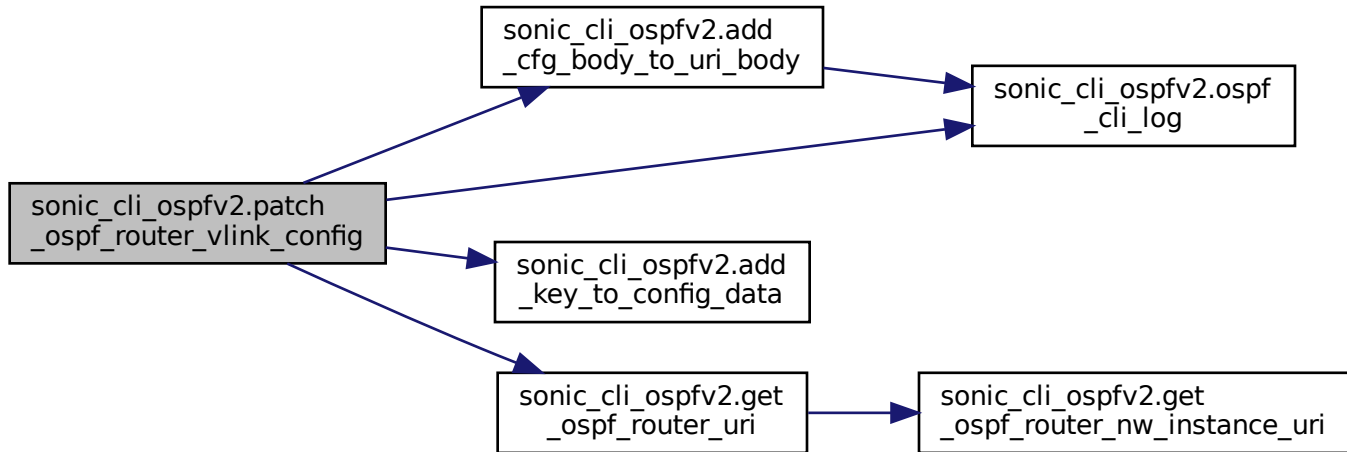 sonic_cli_ospfv2.add
_cfg_body_to_uri_body
sonic_cli_ospfv2.ospf
_cli_log
sonic_cli_ospfv2.patch
_ospf_router_vlink_config
sonic_cli_ospfv2.add
_key_to_config_data
sonic_cli_ospfv2.get
_ospf_router_uri
sonic_cli_ospfv2.get
_ospf_router_nw_instance_uri